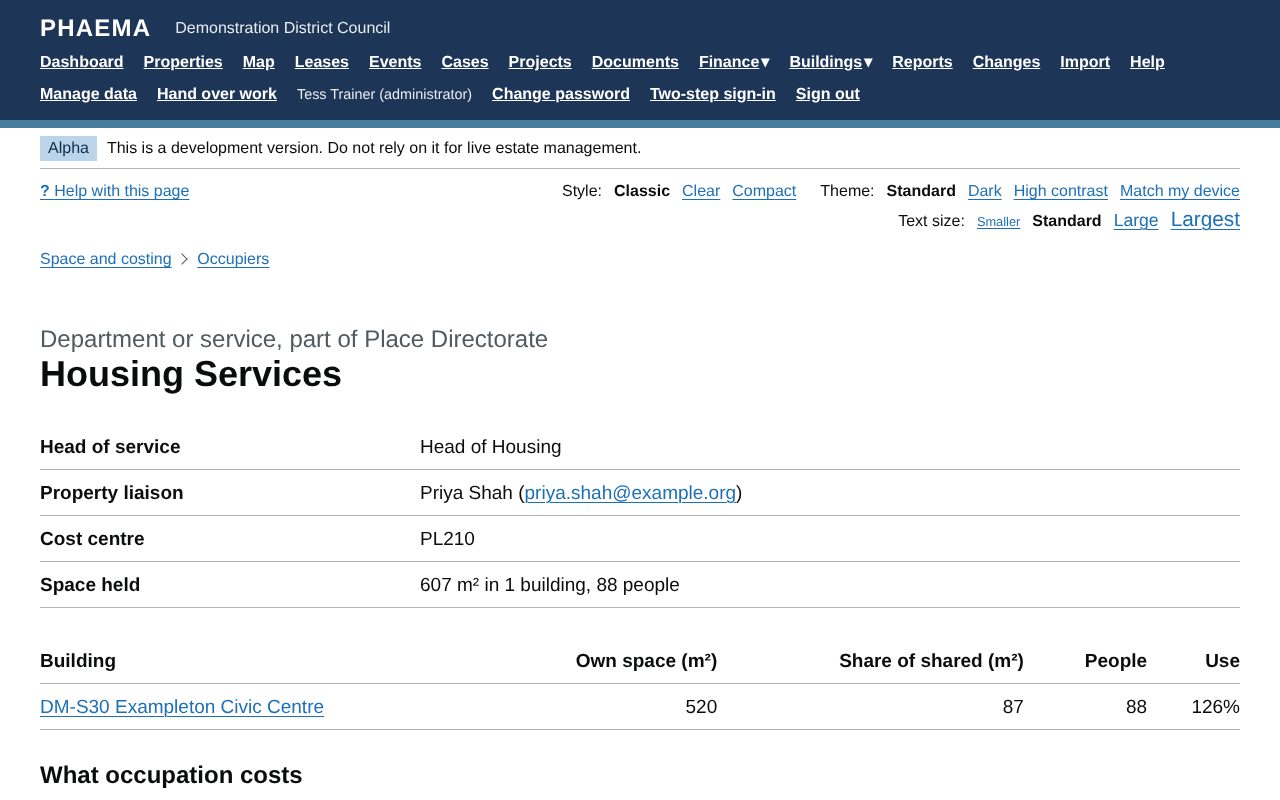 PHAEMA Demonstration District Council
Dashboard Properties Map Leases Events Cases Projects Documents Finance▾ Buildings▾ Reports Changes Import Help
Manage data Hand over work Tess Trainer (administrator) Change password Two-step sign-in Sign out
Alpha This is a development version. Do not rely on it for live estate management.
? Help with this page Style: Classic Clear Compact Theme: Standard Dark High contrast Match my device
Text size: Smaller Standard Large Largest
Space and costing > Occupiers
Department or service, part of Place Directorate
Housing Services
Head of service Head of Housing
Property liaison Priya Shah (priya.shah@example.org)
Cost centre PL210
Space held 607 m² in 1 building, 88 people
Building Own space (m²) Share of shared (m²) People Use
DM-S30 Exampleton Civic Centre 520 87 88 126%
What occupation costs